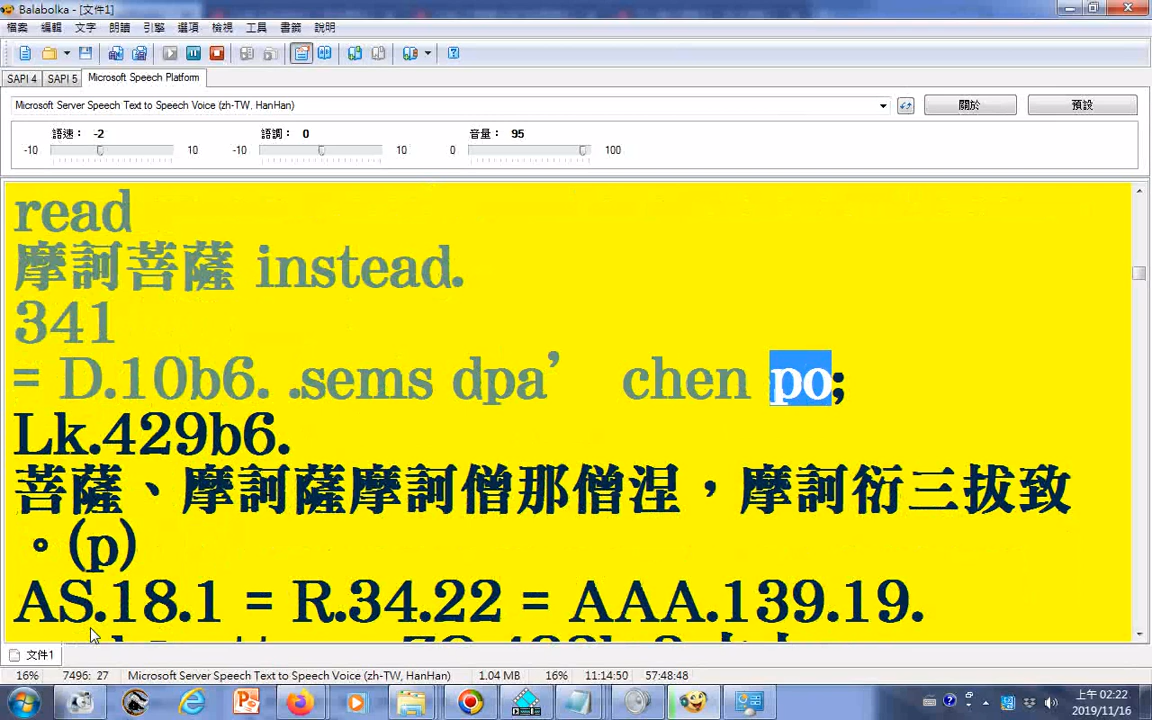 Balabolka - [文件1]
檔案 編輯 文字 朗讀 引擎 選項 檢視 工具 書籤 說明
SAPI 4 SAPI 5 Microsoft Speech Platform
Microsoft Server Speech Text to Speech Voice (zh-TW, HanHan) 關於 預設
語速： -2 語調： 0 音量： 95
-10 10 -10 10 0 100
read
摩訶菩薩 instead.
341
= D.10b6. .sems dpa’ chen po;
Lk.429b6.
菩薩、摩訶薩摩訶僧那僧涅，摩訶衍三拔致
。(p)
AS.18.1 = R.34.22 = AAA.139.19.
文件1
16% 7496: 27 Microsoft Server Speech Text to Speech Voice (zh-TW, HanHan) 1.04 MB 16% 11:14:50 57:48:48
上午 02:22
2019/11/16